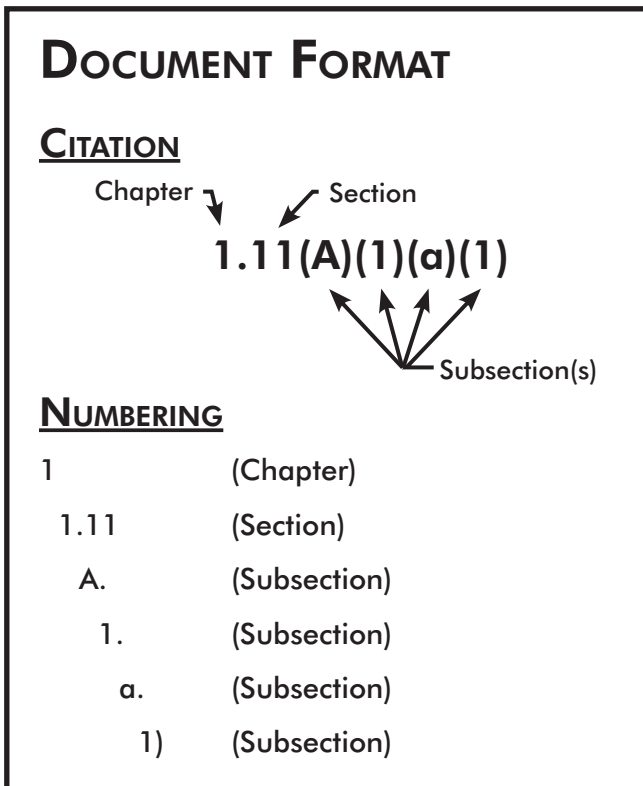 DOCUMENT FORMAT
CITATION
Chapter Section
1.11(A)(1)(a)(1)
Subsection(s)
NUMBERING
1 (Chapter)
1.11 (Section)
A. (Subsection)
1. (Subsection)
a. (Subsection)
1) (Subsection)